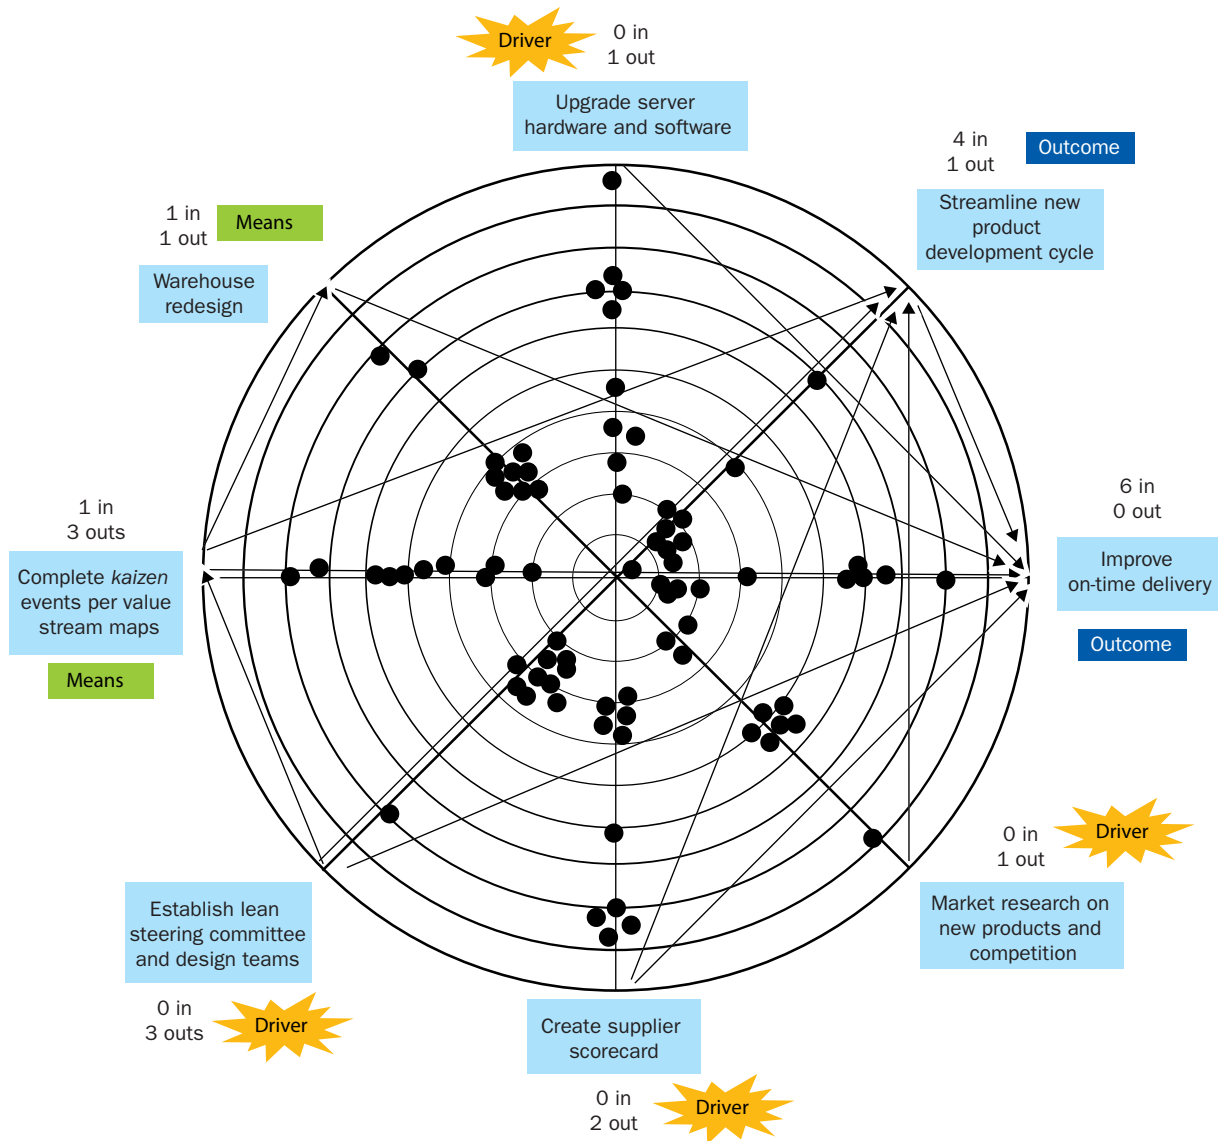 Driver
0 in
1 out
Upgrade server
hardware and software
4 in
1 out
Outcome
Streamline new
product
development cycle
1 in
1 out
Means
Warehouse
redesign
6 in
0 out
Improve
on-time delivery
Outcome
1 in
3 outs
Complete kaizen
events per value
stream maps
Means
0 in
1 out
Driver
Market research on
new products and
competition
Establish lean
steering committee
and design teams
0 in
3 outs
Driver
Create supplier
scorecard
0 in
2 out
Driver